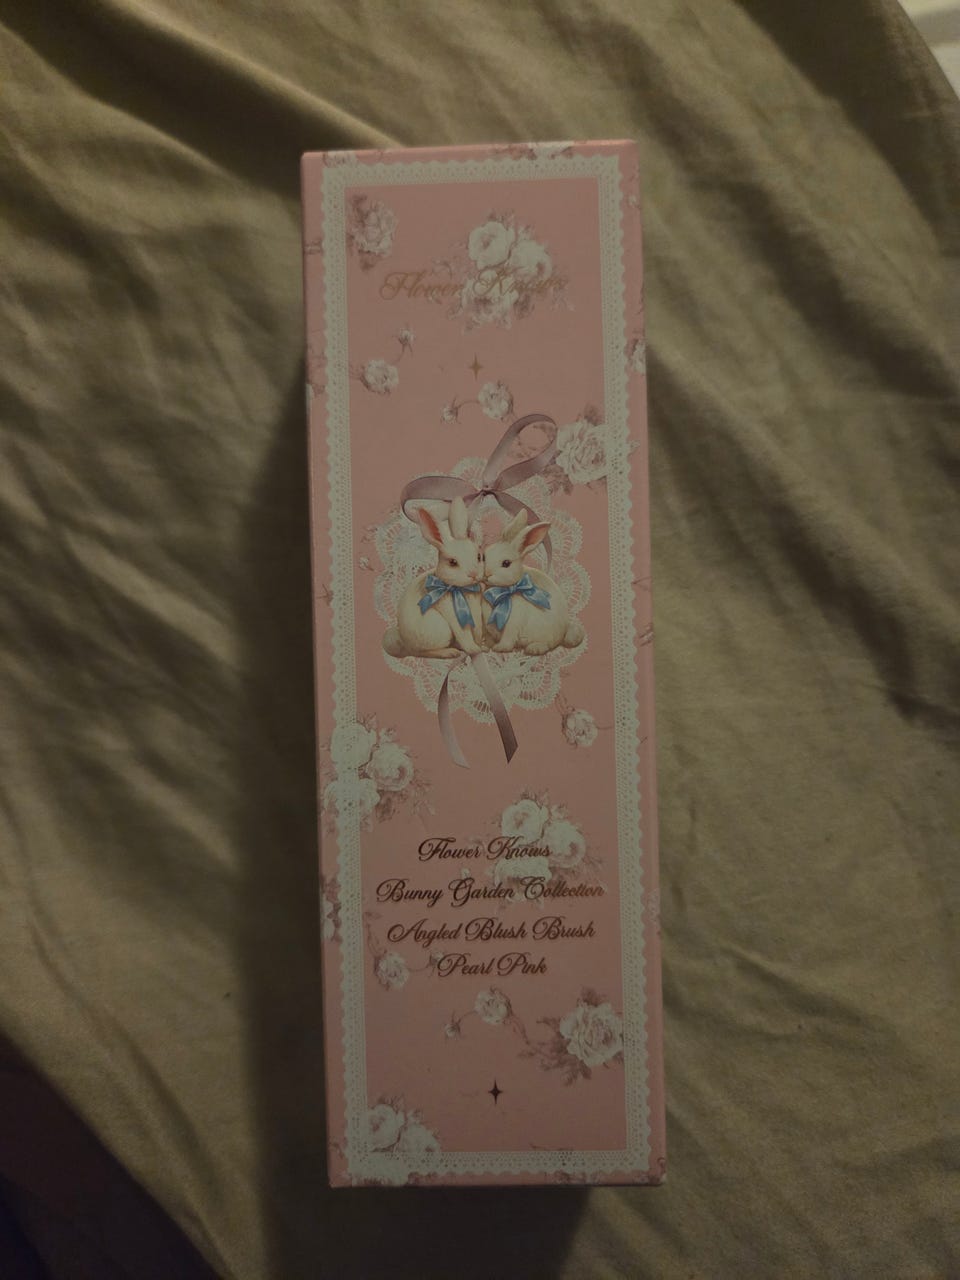 Flower Knows
Flower Knows
Bunny Garden Collection
Angled Blush Brush
Pearl Pink